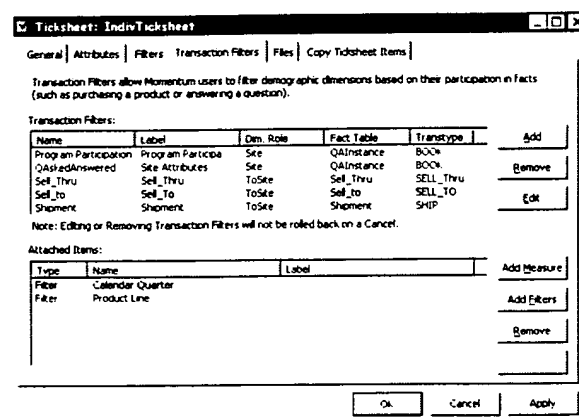 Ticksheet: IndivTicksheet
General Attributes Filters Transaction Filters Files Copy Ticksheet Items
Transaction Filters allow Momentum users to filter demographic dimensions based on their participation in facts
(such as purchasing a product or answering a question).
Transaction Filters:
Name Label Dim. Role Fact Table Transtype Add
Program Participation Program Participa Site QAInstance BOOK
QAskedAnswered Site Attributes Site QAInstance BOOK Remove
Sell_Thru Sell_Thru ToSite Sell_Thru SELL_Thru
Sel_to Sell_To ToSite Sell_to SELL_TO Edit
Shipment Shipment ToSite Shipment SHIP
Note: Editing or Removing Transaction Filters will not be rolled back on a Cancel.
Attached Items:
Type Name Label Add Measure
Filter Calendar Quarter
Filter Product Line Add Filters
Remove
Ok Cancel Apply